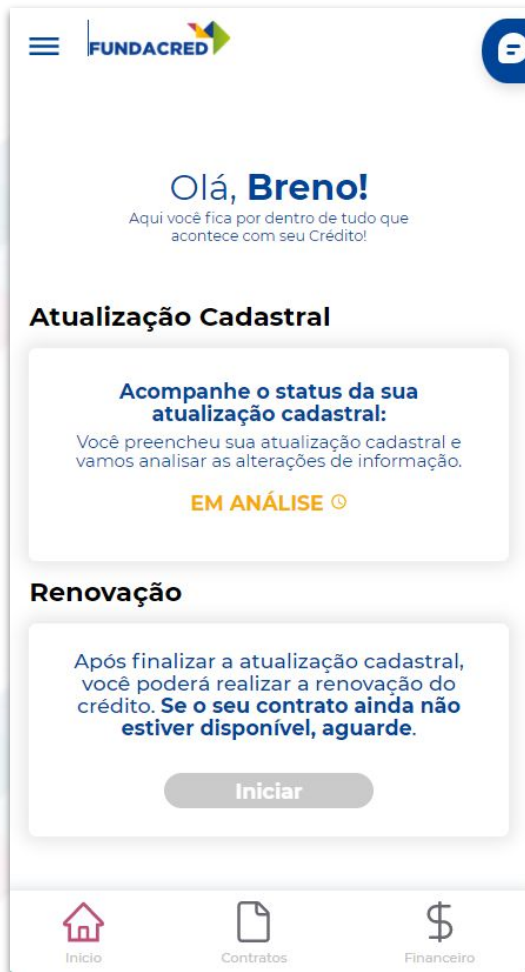 FUNDACRED
Olá, Breno!
Aqui você fica por dentro de tudo que
acontece com seu Crédito!
Atualização Cadastral
Acompanhe o status da sua
atualização cadastral:
Você preencheu sua atualização cadastral e
vamos analisar as alterações de informação.
EM ANÁLISE
Renovação
Após finalizar a atualização cadastral,
você poderá realizar a renovação do
crédito. Se o seu contrato ainda não
estiver disponível, aguarde.
Iniciar
Início Contratos Financeiro